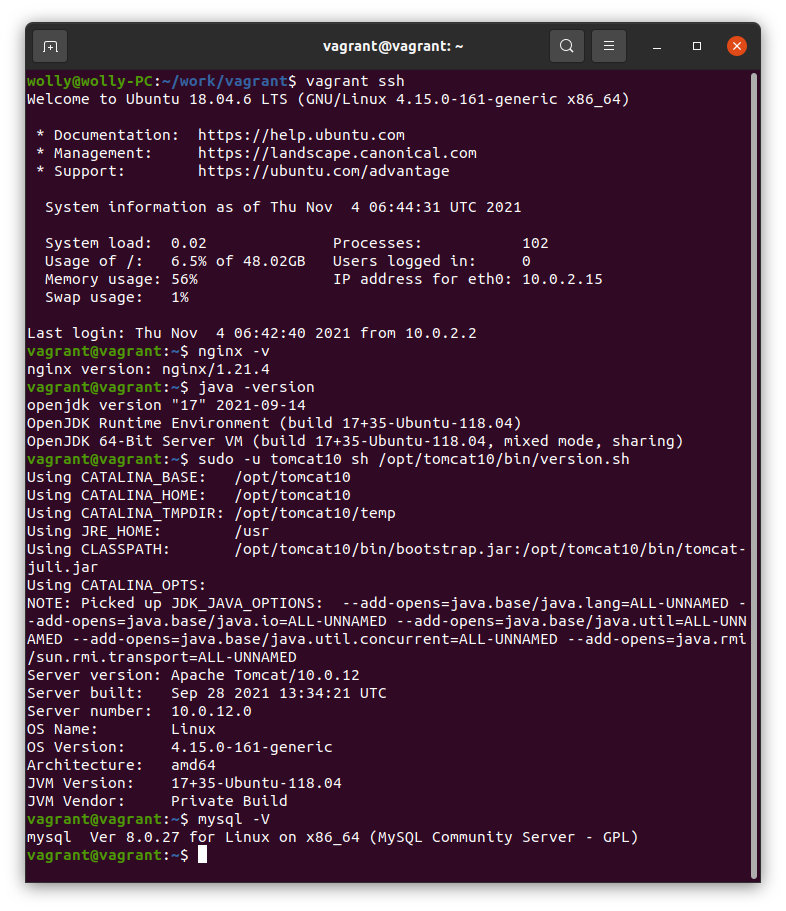 vagrant@vagrant: ~
wolly@wolly-PC:~/work/vagrant$ vagrant ssh
Welcome to Ubuntu 18.04.6 LTS (GNU/Linux 4.15.0-161-generic x86_64)
* Documentation:  https://help.ubuntu.com
* Management:     https://landscape.canonical.com
* Support:        https://ubuntu.com/advantage
System information as of Thu Nov  4 06:44:31 UTC 2021
System load:  0.02              Processes:           102
Usage of /:   6.5% of 48.02GB   Users logged in:     0
Memory usage: 56%               IP address for eth0: 10.0.2.15
Swap usage:   1%
Last login: Thu Nov  4 06:42:40 2021 from 10.0.2.2
vagrant@vagrant:~$ nginx -v
nginx version: nginx/1.21.4
vagrant@vagrant:~$ java -version
openjdk version "17" 2021-09-14
OpenJDK Runtime Environment (build 17+35-Ubuntu-118.04)
OpenJDK 64-Bit Server VM (build 17+35-Ubuntu-118.04, mixed mode, sharing)
vagrant@vagrant:~$ sudo -u tomcat10 sh /opt/tomcat10/bin/version.sh
Using CATALINA_BASE:   /opt/tomcat10
Using CATALINA_HOME:   /opt/tomcat10
Using CATALINA_TMPDIR: /opt/tomcat10/temp
Using JRE_HOME:        /usr
Using CLASSPATH:       /opt/tomcat10/bin/bootstrap.jar:/opt/tomcat10/bin/tomcat-
juli.jar
Using CATALINA_OPTS:
NOTE: Picked up JDK_JAVA_OPTIONS:  --add-opens=java.base/java.lang=ALL-UNNAMED -
-add-opens=java.base/java.io=ALL-UNNAMED --add-opens=java.base/java.util=ALL-UNN
AMED --add-opens=java.base/java.util.concurrent=ALL-UNNAMED --add-opens=java.rmi
/sun.rmi.transport=ALL-UNNAMED
Server version: Apache Tomcat/10.0.12
Server built:   Sep 28 2021 13:34:21 UTC
Server number:  10.0.12.0
OS Name:        Linux
OS Version:     4.15.0-161-generic
Architecture:   amd64
JVM Version:    17+35-Ubuntu-118.04
JVM Vendor:     Private Build
vagrant@vagrant:~$ mysql -V
mysql  Ver 8.0.27 for Linux on x86_64 (MySQL Community Server - GPL)
vagrant@vagrant:~$